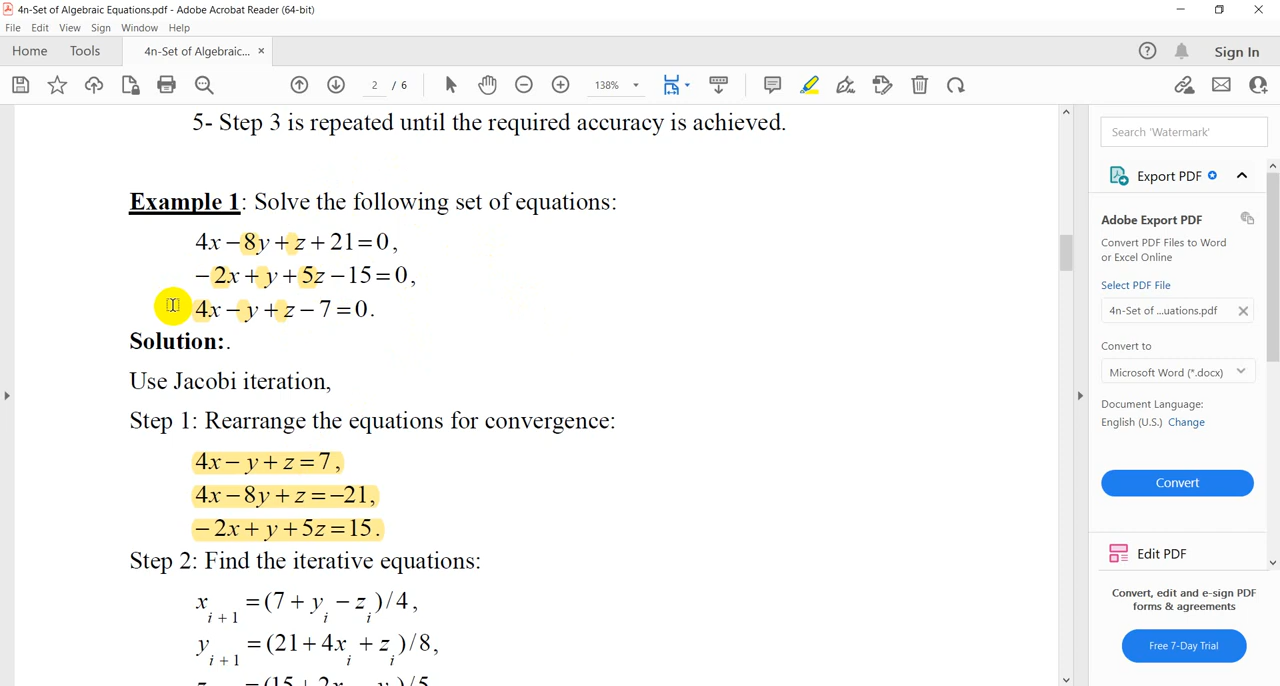 4n-Set of Algebraic Equations.pdf - Adobe Acrobat Reader (64-bit)
File Edit View Sign Window Help
Home Tools 4n-Set of Algebraic... × Sign In
2 / 6 138%
5- Step 3 is repeated until the required accuracy is achieved.
Example 1: Solve the following set of equations:
4x − 8y + z + 21 = 0,
− 2x + y + 5z − 15 = 0,
4x − y + z − 7 = 0.
Solution:.
Use Jacobi iteration,
Step 1: Rearrange the equations for convergence:
4x − y + z = 7,
4x − 8y + z = −21,
− 2x + y + 5z = 15.
Step 2: Find the iterative equations:
x_{i+1} = (7 + y_i − z_i)/4,
y_{i+1} = (21 + 4x_i + z_i)/8,
Search 'Watermark'
Export PDF
Adobe Export PDF
Convert PDF Files to Word
or Excel Online
Select PDF File
4n-Set of ...uations.pdf
Convert to
Microsoft Word (*.docx)
Document Language:
English (U.S.) Change
Convert
Edit PDF
Convert, edit and e-sign PDF
forms & agreements
Free 7-Day Trial